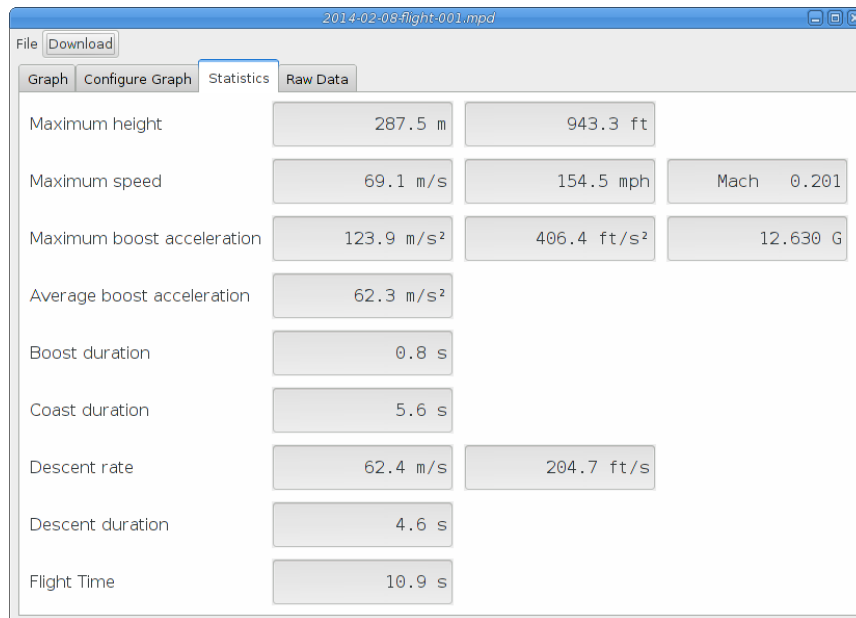 2014-02-08-flight-001.mpd
File Download
Graph Configure Graph Statistics Raw Data
Maximum height 287.5 m 943.3 ft
Maximum speed 69.1 m/s 154.5 mph Mach 0.201
Maximum boost acceleration 123.9 m/s² 406.4 ft/s² 12.630 G
Average boost acceleration 62.3 m/s²
Boost duration 0.8 s
Coast duration 5.6 s
Descent rate 62.4 m/s 204.7 ft/s
Descent duration 4.6 s
Flight Time 10.9 s